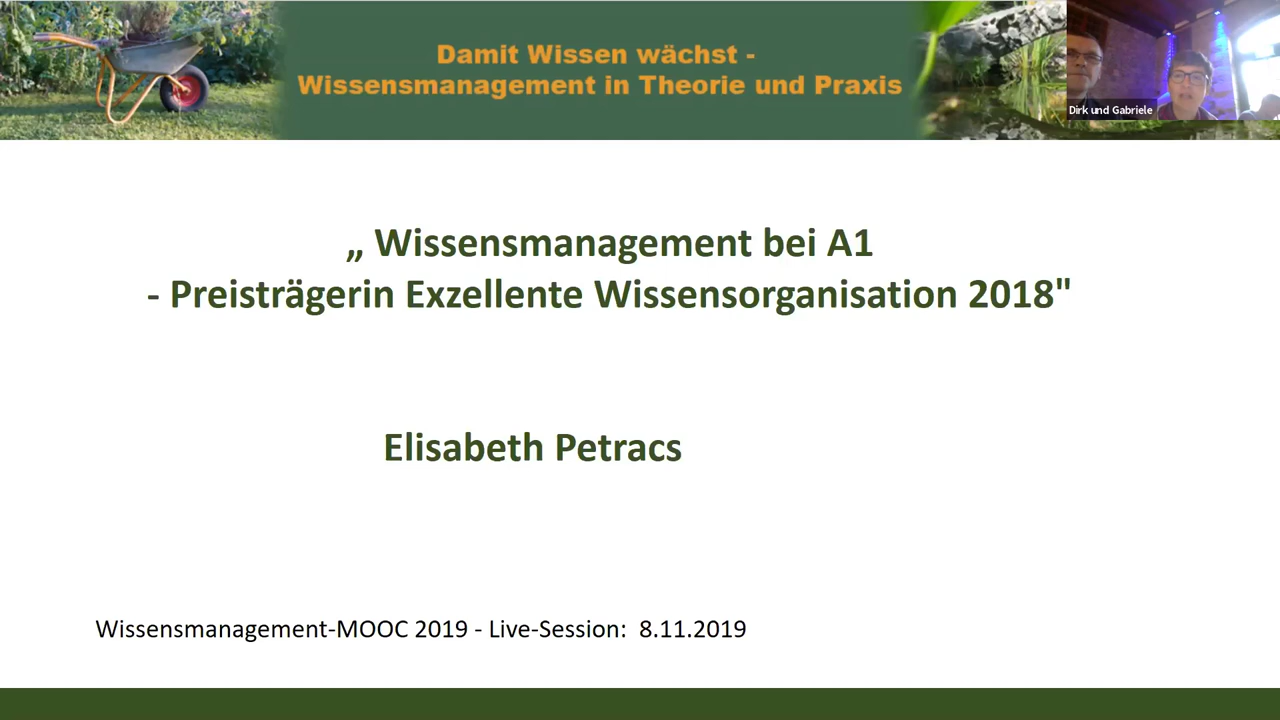 Damit Wissen wächst -
Wissensmanagement in Theorie und Praxis
Dirk und Gabriele
„ Wissensmanagement bei A1
- Preisträgerin Exzellente Wissensorganisation 2018"
Elisabeth Petracs
Wissensmanagement-MOOC 2019 - Live-Session: 8.11.2019